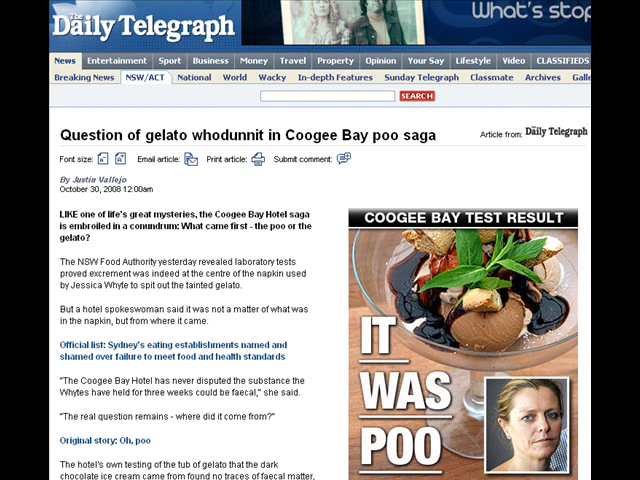 The Daily Telegraph
What's stop
News Entertainment Sport Business Money Travel Property Opinion Your Say Lifestyle Video CLASSIFIEDS
Breaking News NSW/ACT National World Wacky In-depth Features Sunday Telegraph Classmate Archives Galle
SEARCH
Question of gelato whodunnit in Coogee Bay poo saga
Article from: The Daily Telegraph
Font size: Email article: Print article: Submit comment:
By Justin Vallejo
October 30, 2008 12:00am
LIKE one of life's great mysteries, the Coogee Bay Hotel saga
is embroiled in a conundrum: What came first - the poo or the
gelato?
The NSW Food Authority yesterday revealed laboratory tests
proved excrement was indeed at the centre of the napkin used
by Jessica Whyte to spit out the tainted gelato.
But a hotel spokeswoman said it was not a matter of what was
in the napkin, but from where it came.
Official list: Sydney's eating establishments named and
shamed over failure to meet food and health standards
"The Coogee Bay Hotel has never disputed the substance the
Whytes have held for three weeks could be faecal," she said.
"The real question remains - where did it come from?"
Original story: Oh, poo
The hotel's own testing of the tub of gelato that the dark
chocolate ice cream came from found no traces of faecal matter,
COOGEE BAY TEST RESULT
IT
WAS
POO